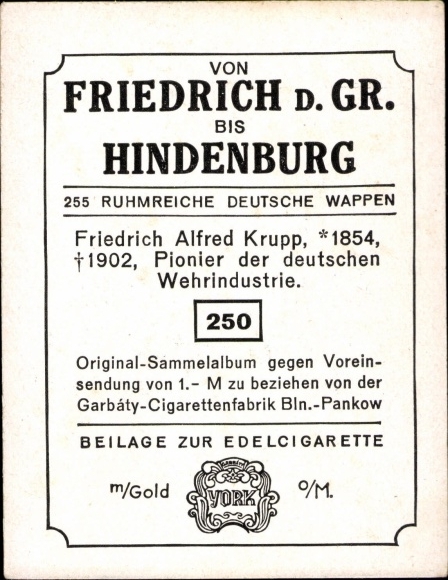 VON
FRIEDRICH D. GR.
BIS
HINDENBURG
255 RUHMREICHE DEUTSCHE WAPPEN
Friedrich Alfred Krupp, *1854,
†1902, Pionier der deutschen
Wehrindustrie.
250
Original-Sammelalbum gegen Vorein-
sendung von 1.- M zu beziehen von der
Garbáty-Cigarettenfabrik Bln.-Pankow
BEILAGE ZUR EDELCIGARETTE
m/Gold YORK o/M.